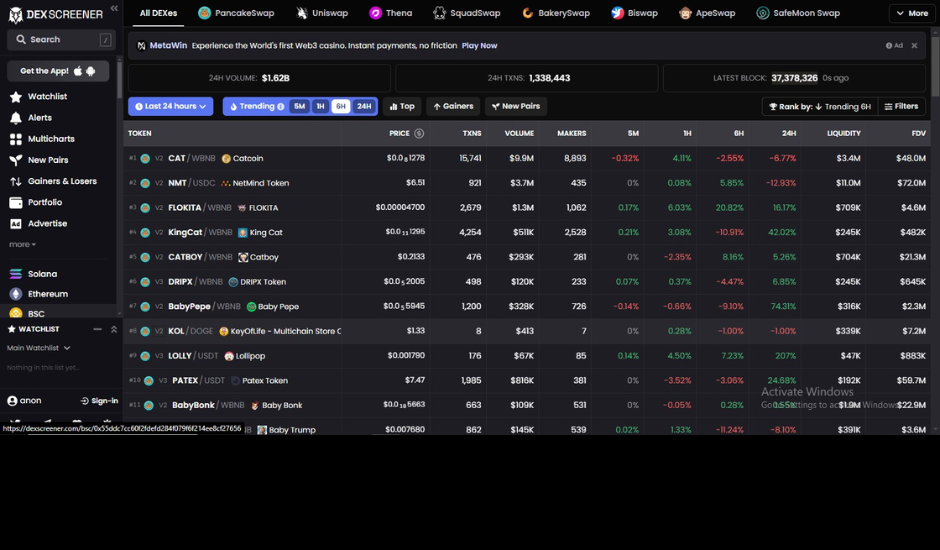 DEX SCREENER
Search /
Get the App!
Watchlist
Alerts
Multicharts
New Pairs
Gainers & Losers
Portfolio
Ad Advertise
more
Solana
Ethereum
BSC
WATCHLIST
Main Watchlist
Nothing in this list yet...
anon Sign-in
https://dexscreener.com/bsc/0x55ddc7cc60f2fdefd284f079f6f214ee8cf27656
All DEXes PancakeSwap Uniswap Thena SquadSwap BakerySwap Biswap ApeSwap SafeMoon Swap More
MetaWin Experience the World's first Web3 casino. Instant payments, no friction Play Now Ad
24H VOLUME: $1.62B 24H TXNS: 1,338,443 LATEST BLOCK: 37,378,326 0s ago
Last 24 hours Trending 5M 1H 6H 24H Top Gainers New Pairs Rank by: Trending 6H Filters
TOKEN PRICE TXNS VOLUME MAKERS 5M 1H 6H 24H LIQUIDITY FDV
#1 V2 CAT/WBNB Catcoin $0.0₈1278 15,741 $9.9M 8,893 -0.32% 4.11% -2.55% -6.77% $3.4M $48.0M
#2 V2 NMT/USDC NetMind Token $6.51 921 $3.7M 435 0% 0.08% 5.85% -12.93% $11.0M $72.0M
#3 V2 FLOKITA/WBNB FLOKITA $0.00004700 2,679 $1.3M 1,062 0.17% 6.03% 20.82% 16.17% $709K $4.6M
#4 V2 KingCat/WBNB King Cat $0.0₁₁1295 4,254 $511K 2,528 0.21% 3.08% -10.91% 42.02% $245K $482K
#5 V2 CATBOY/WBNB Catboy $0.2133 476 $293K 281 0% -2.35% 8.16% 5.26% $704K $21.3M
#6 V3 DRIPX/WBNB DRIPX Token $0.0₅2005 498 $120K 233 0.07% 0.37% -4.47% 6.85% $245K $645K
#7 V2 BabyPepe/WBNB Baby Pepe $0.0₅5945 1,200 $328K 726 -0.14% -0.66% -9.10% 74.31% $316K $2.3M
#8 V2 KOL/DOGE KeyOfLife - Multichain Store C $1.33 8 $413 7 0% 0.28% -1.00% -1.00% $339K $7.2M
#9 V3 LOLLY/USDT Lollipop $0.001790 176 $67K 85 0.14% 4.50% 7.23% 207% $47K $883K
#10 V3 PATEX/USDT Patex Token $7.47 1,985 $816K 381 0% -3.52% -3.06% 24.68% $192K $59.7M
#11 V2 BabyBonk/WBNB Baby Bonk $0.0₁₈5663 663 $109K 531 0% -0.05% 0.28% $1.9M $22.9M
WBNB Baby Trump $0.007680 862 $145K 539 0.02% 1.33% -11.24% -8.10% $391K $3.6M
Activate Windows
Go to Settings to activate Windows